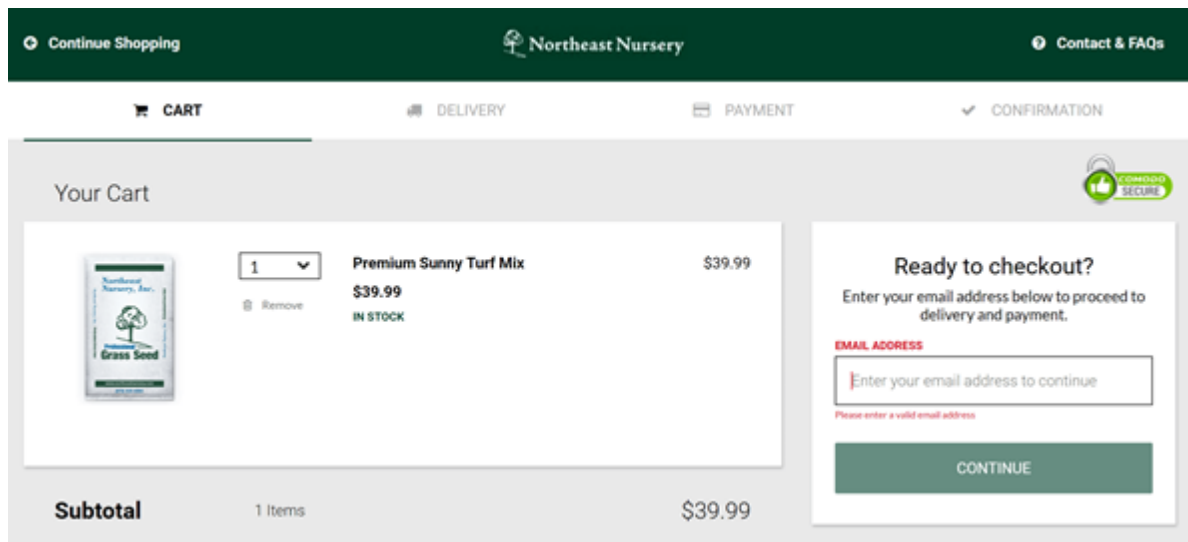 Continue Shopping
Northeast Nursery
Contact & FAQs
CART
DELIVERY
PAYMENT
CONFIRMATION
COMODO
SECURE
Your Cart
Northeast
Nursery, Inc.
Professional
Grass Seed
1
Remove
Premium Sunny Turf Mix
$39.99
IN STOCK
$39.99
Ready to checkout?
Enter your email address below to proceed to
delivery and payment.
EMAIL ADDRESS
Enter your email address to continue
Please enter a valid email address
CONTINUE
Subtotal
1 Items
$39.99